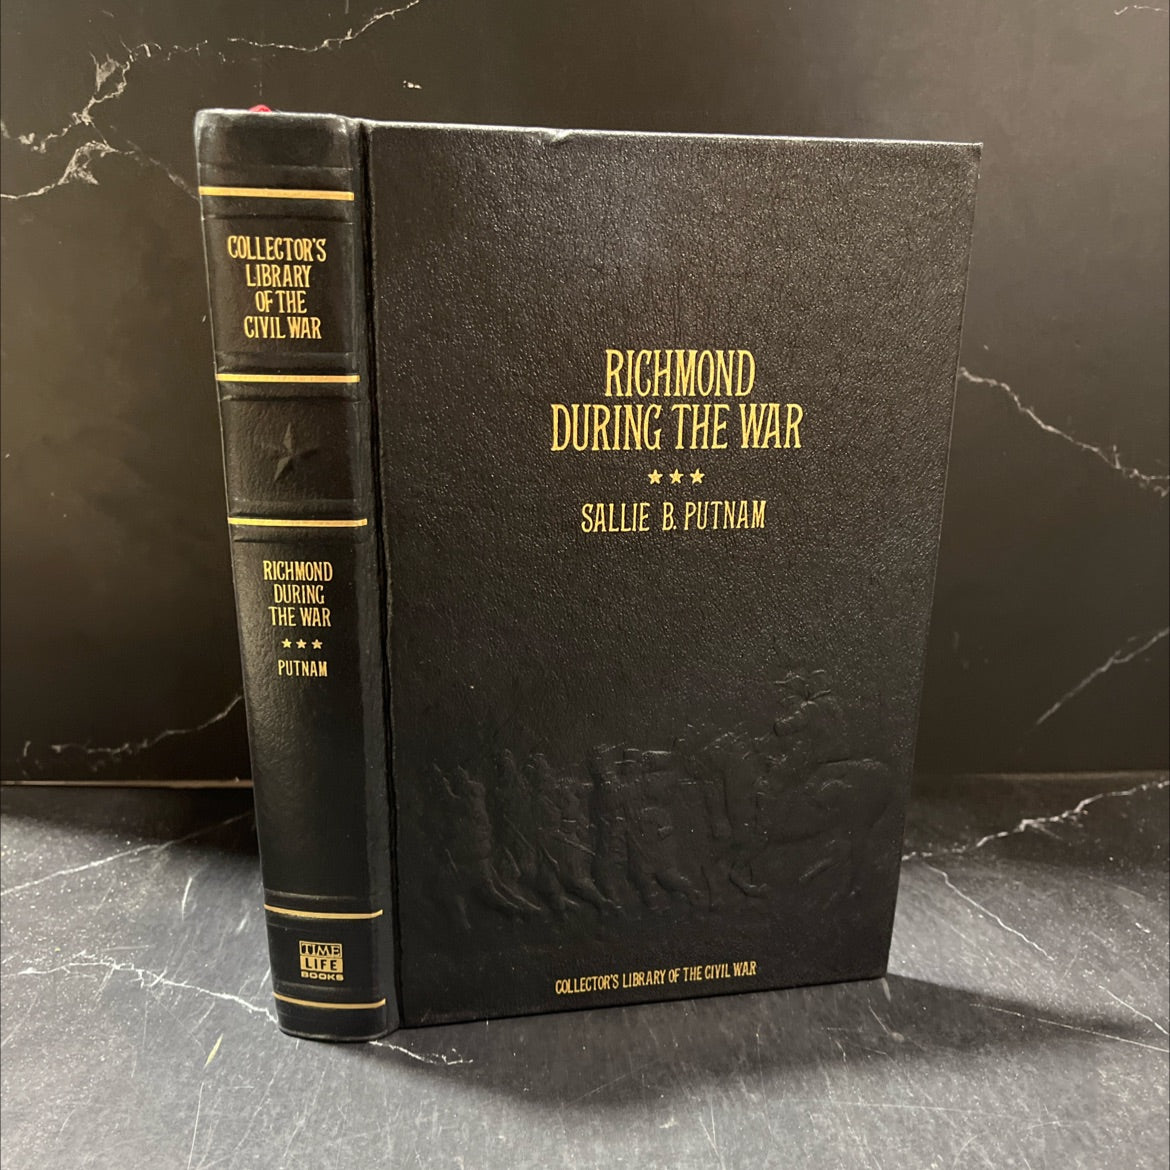 COLLECTOR'S
LIBRARY
OF THE
CIVIL WAR
RICHMOND
DURING
THE WAR
★★★
PUTNAM
TIME
LIFE
BOOKS
RICHMOND
DURING THE WAR
★★★
SALLIE B. PUTNAM
COLLECTOR'S LIBRARY OF THE CIVIL WAR